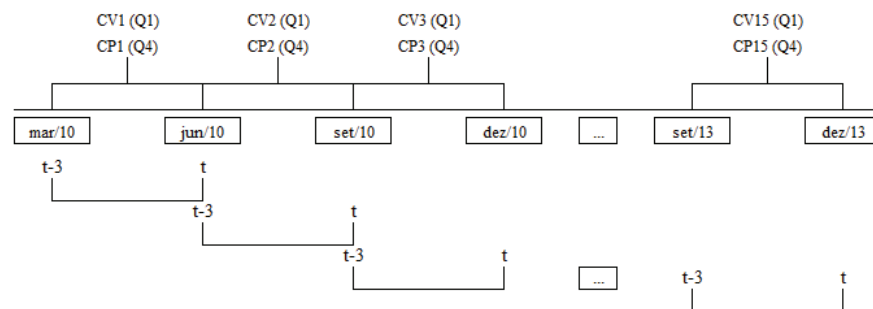 CV1 (Q1) CV2 (Q1) CV3 (Q1) CV15 (Q1)
CP1 (Q4) CP2 (Q4) CP3 (Q4) CP15 (Q4)
mar/10 jun/10 set/10 dez/10 ... set/13 dez/13
t-3 t
t-3 t
t-3 t
... t-3 t